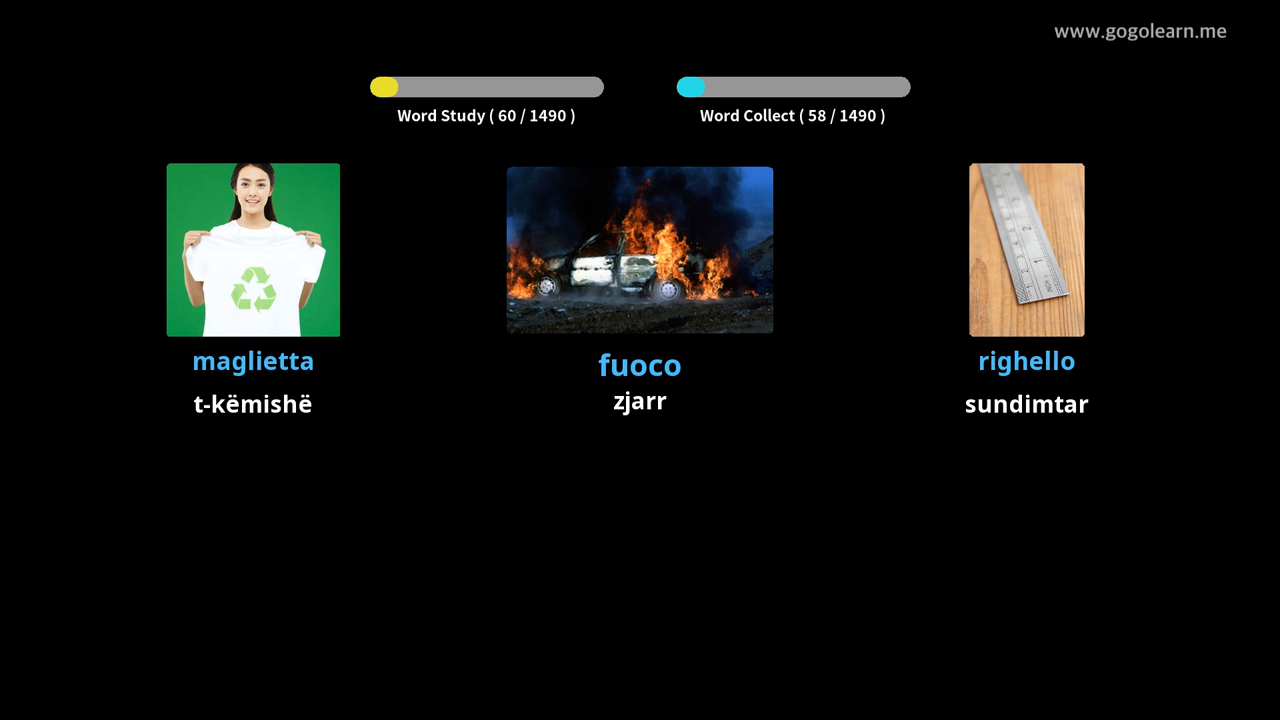 www.gogolearn.me
Word Study ( 60 / 1490 )
Word Collect ( 58 / 1490 )
maglietta
t-këmishë
fuoco
zjarr
righello
sundimtar